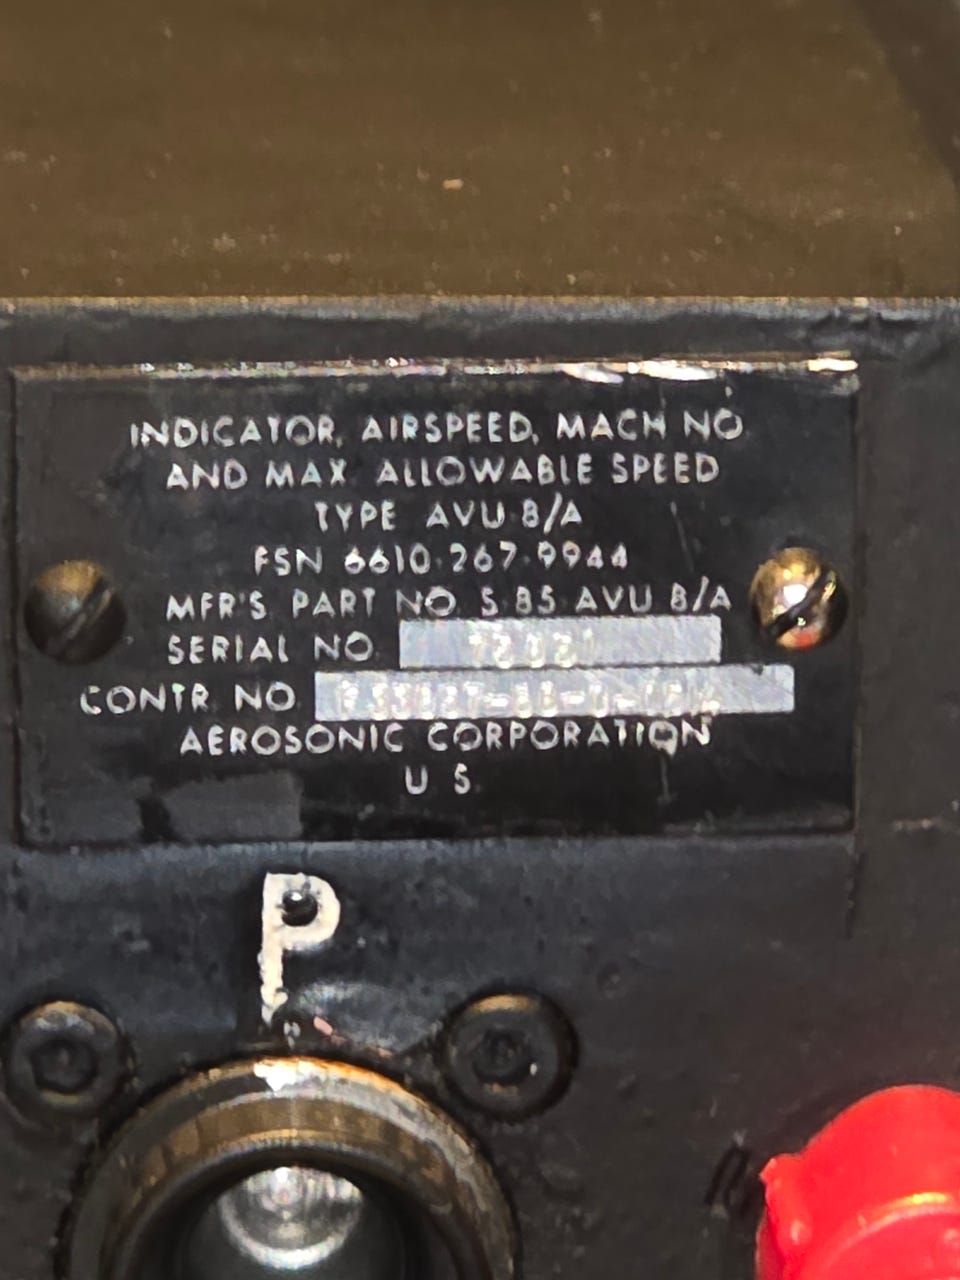 INDICATOR, AIRSPEED, MACH NO
AND MAX ALLOWABLE SPEED
TYPE AVU 8/A
FSN 6610-267-9944
MFR'S PART NO. S-85-AVU 8/A
SERIAL NO.
CONTR. NO.
AEROSONIC CORPORATION
U S
P